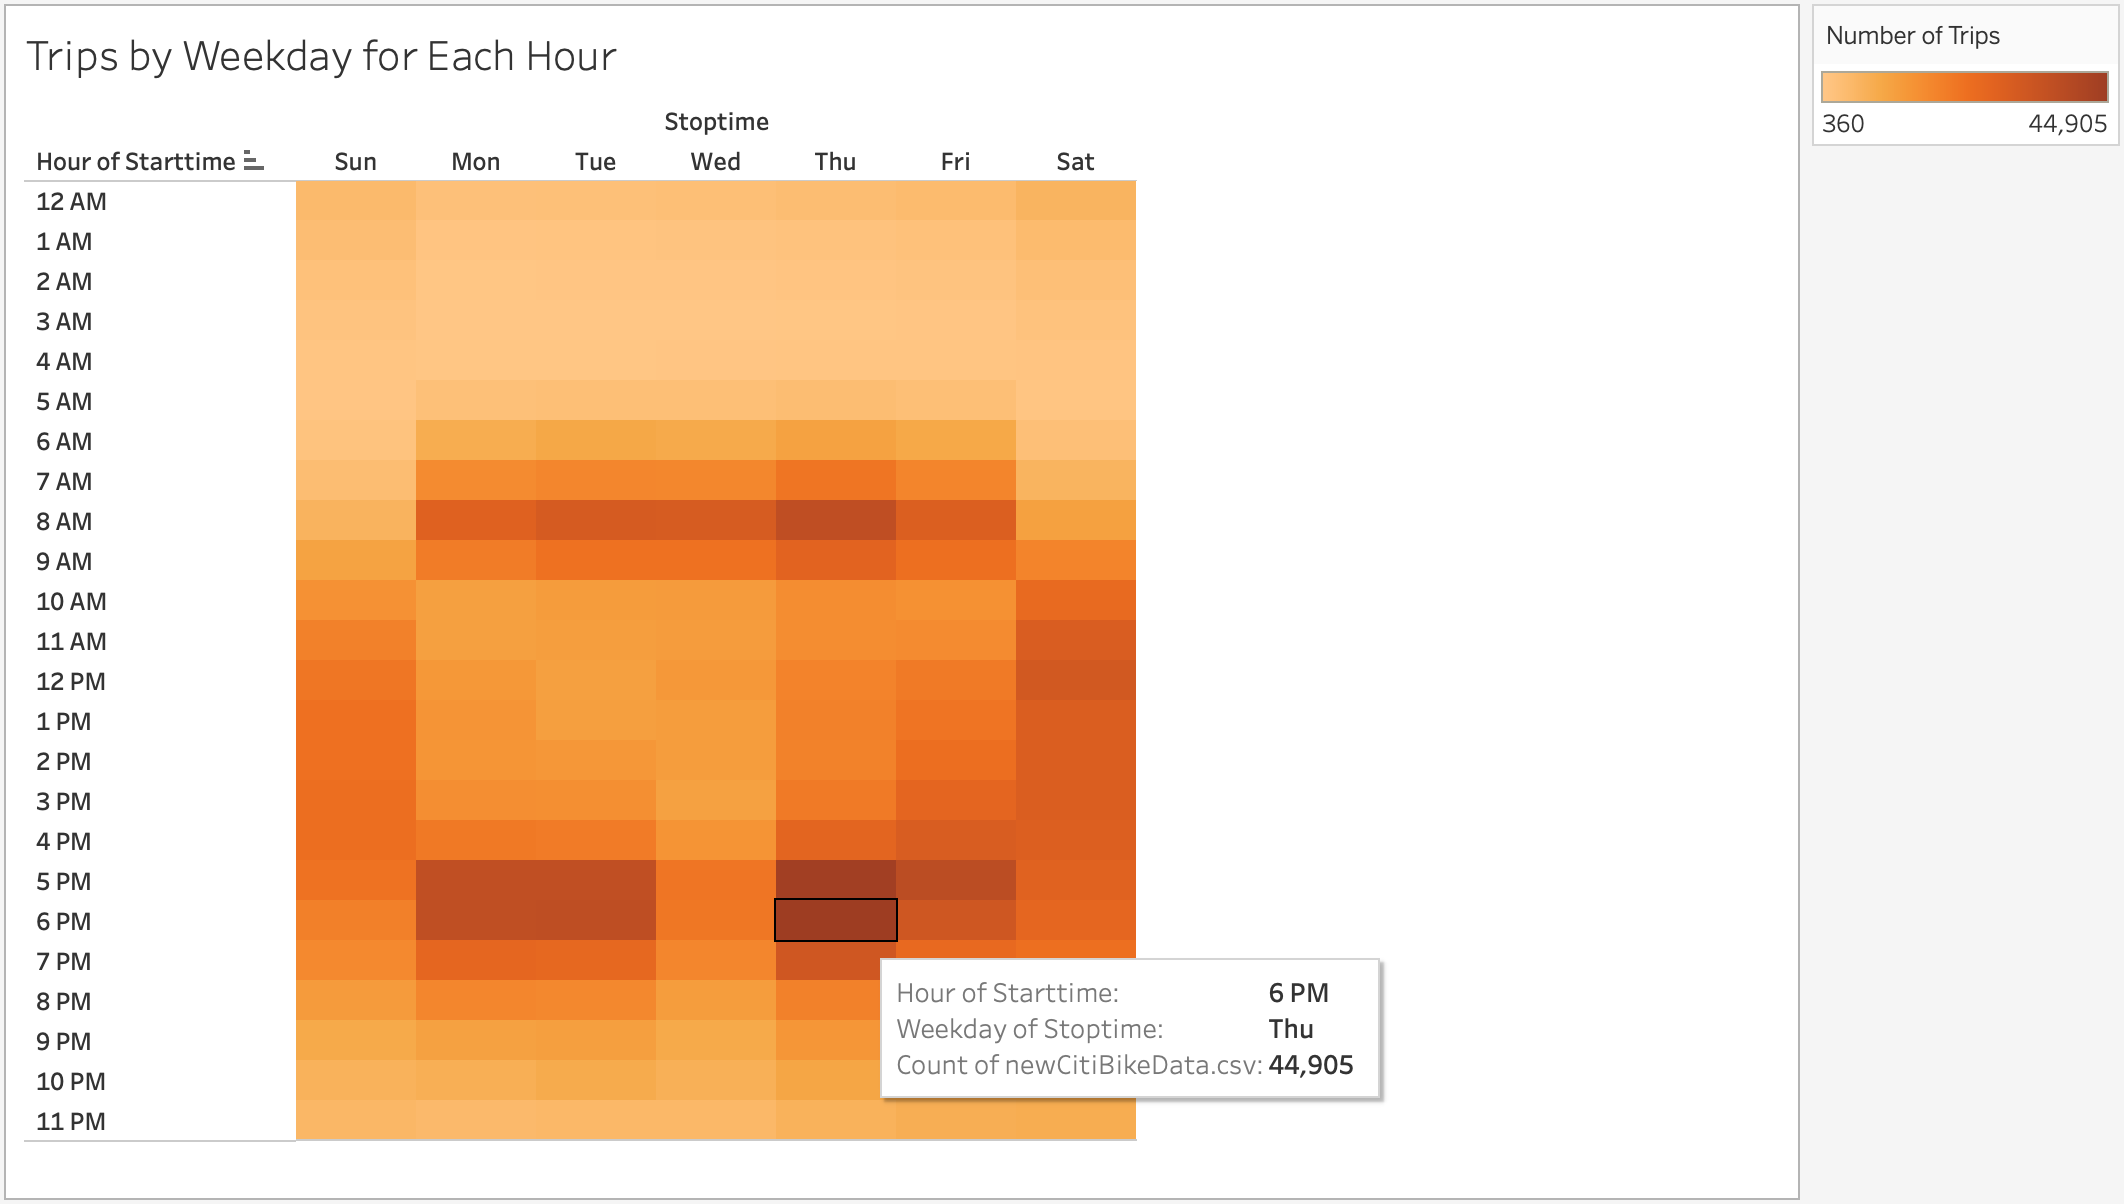 Trips by Weekday for Each Hour
Number of Trips
360 44,905
Stoptime
Hour of Starttime Sun Mon Tue Wed Thu Fri Sat
12 AM
1 AM
2 AM
3 AM
4 AM
5 AM
6 AM
7 AM
8 AM
9 AM
10 AM
11 AM
12 PM
1 PM
2 PM
3 PM
4 PM
5 PM
6 PM
7 PM
8 PM
9 PM
10 PM
11 PM
Hour of Starttime: 6 PM
Weekday of Stoptime: Thu
Count of newCitiBikeData.csv: 44,905